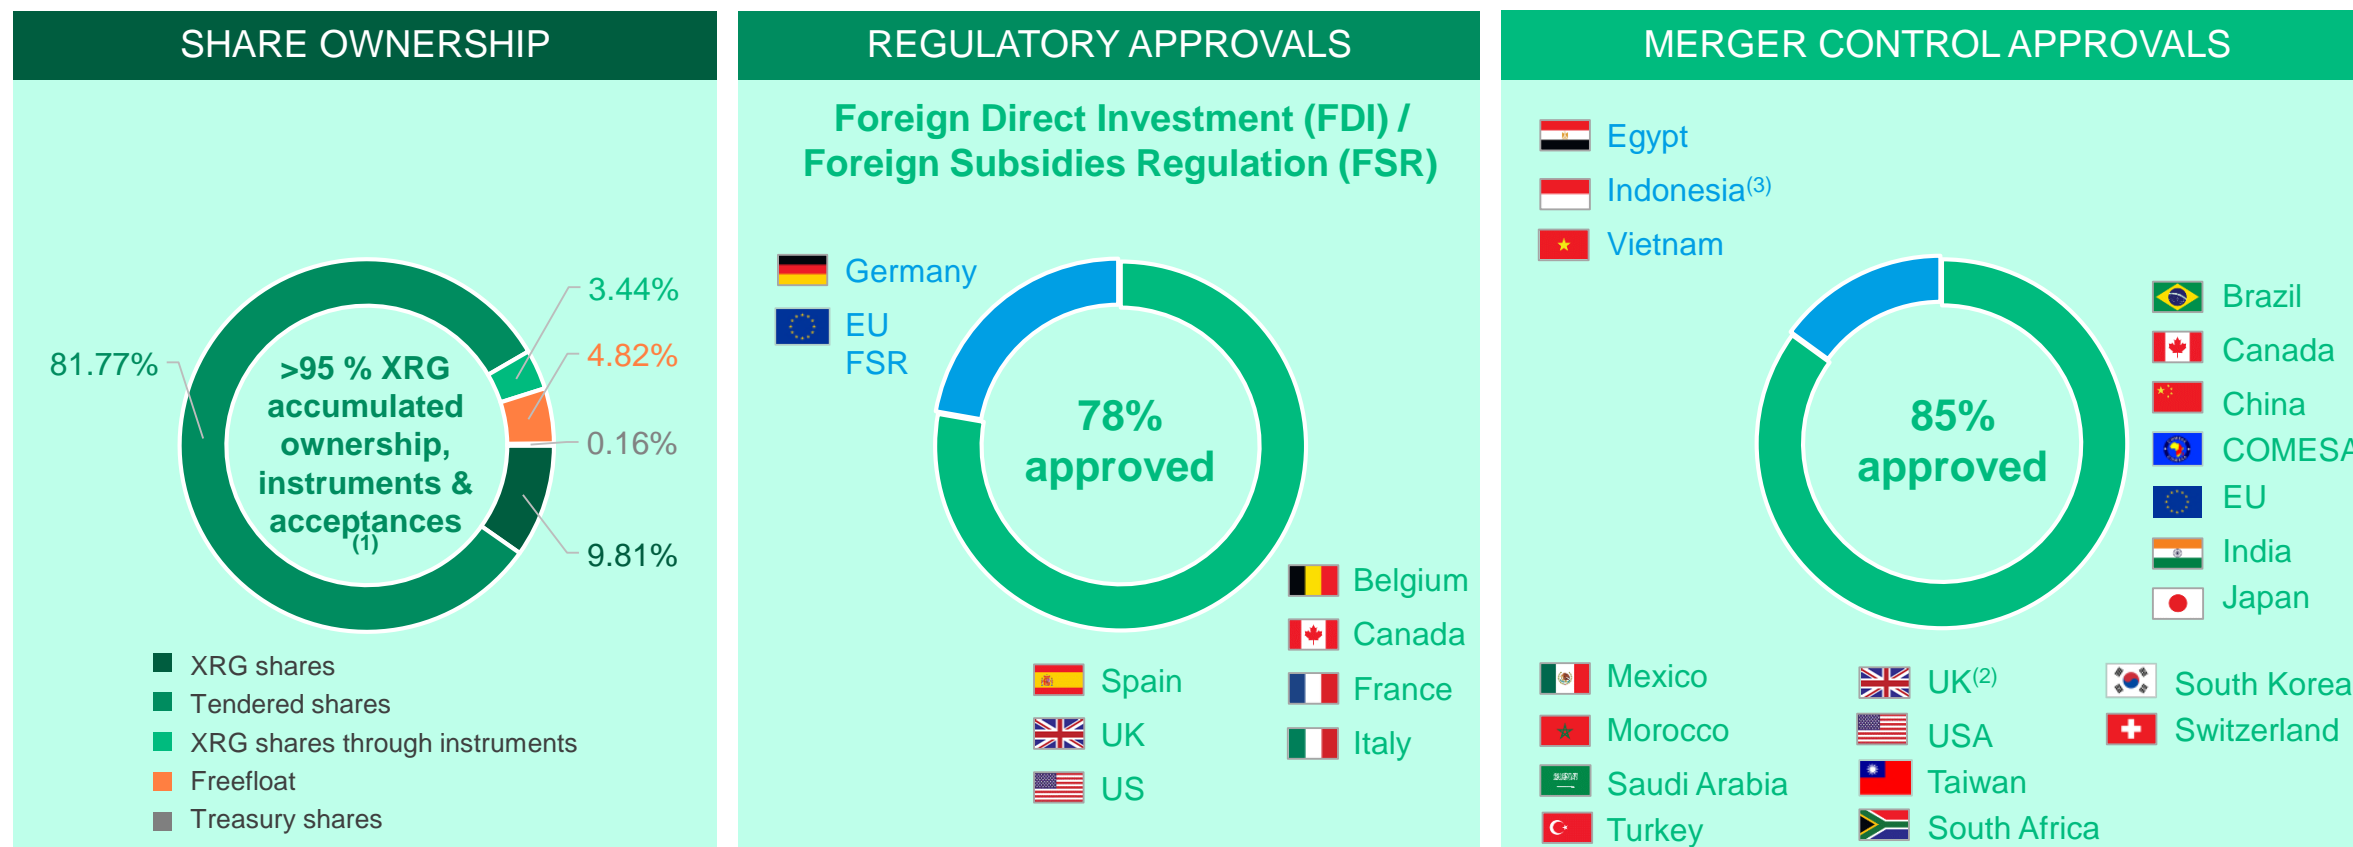 SHARE OWNERSHIP
81.77%
3.44%
4.82%
0.16%
9.81%
>95 % XRG
accumulated
ownership,
instruments &
acceptances
(1)
XRG shares
Tendered shares
XRG shares through instruments
Freefloat
Treasury shares
REGULATORY APPROVALS
Foreign Direct Investment (FDI) /
Foreign Subsidies Regulation (FSR)
Germany
EU
FSR
78%
approved
Belgium
Canada
France
Italy
Spain
UK
US
MERGER CONTROL APPROVALS
Egypt
Indonesia(3)
Vietnam
85%
approved
Brazil
Canada
China
COMESA
EU
India
Japan
Mexico
Morocco
Saudi Arabia
Turkey
UK(2)
USA
Taiwan
South Africa
South Korea
Switzerland